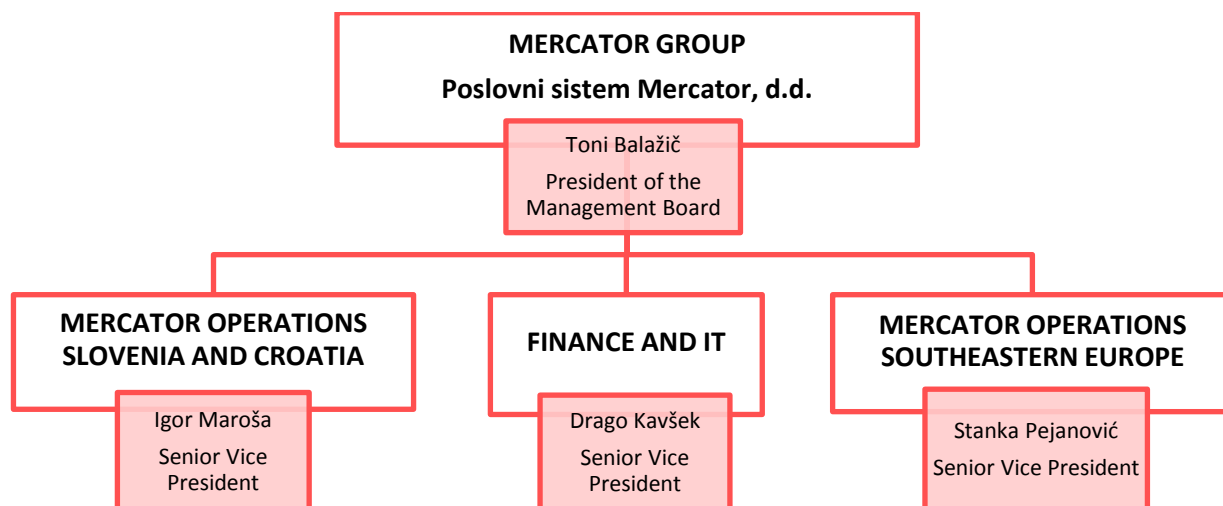 MERCATOR GROUP
Poslovni sistem Mercator, d.d.
Toni Balažič
President of the
Management Board
MERCATOR OPERATIONS
SLOVENIA AND CROATIA
Igor Maroša
Senior Vice
President
FINANCE AND IT
Drago Kavšek
Senior Vice
President
MERCATOR OPERATIONS
SOUTHEASTERN EUROPE
Stanka Pejanović
Senior Vice President